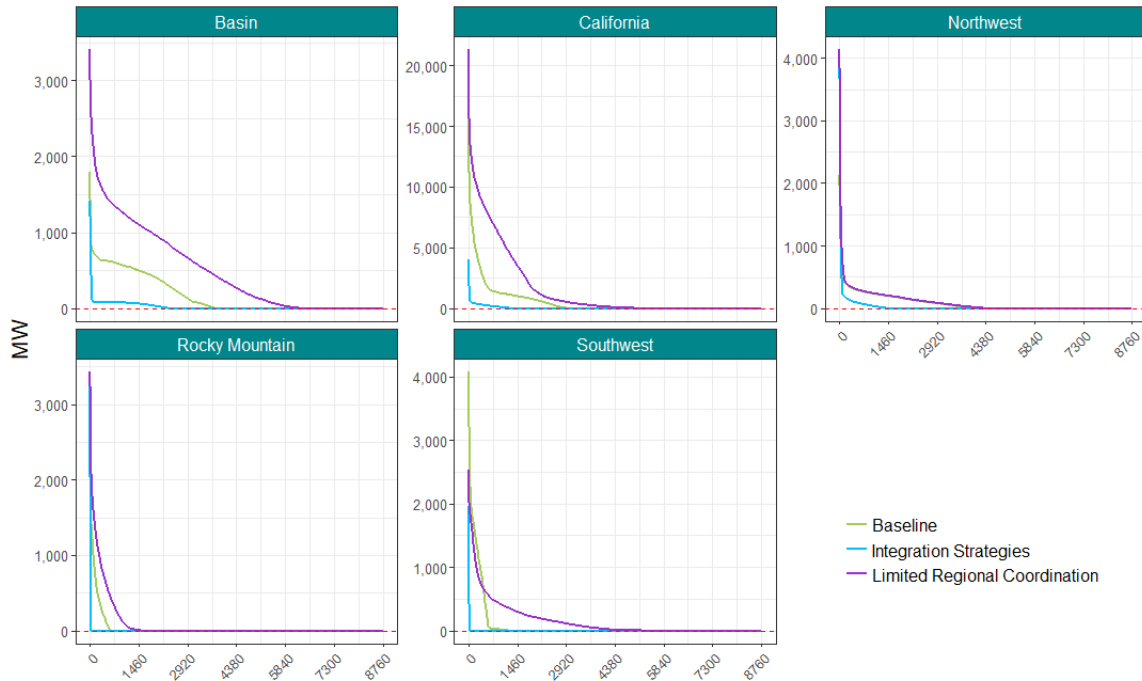 Basin
California
Northwest
3,000
2,000
1,000
0
20,000
15,000
10,000
5,000
0
4,000
3,000
2,000
1,000
0
0 1460 2920 4380 5840 7300 8760
MW
Rocky Mountain
Southwest
3,000
2,000
1,000
0
4,000
3,000
2,000
1,000
0
Baseline
Integration Strategies
Limited Regional Coordination
0 1460 2920 4380 5840 7300 8760
0 1460 2920 4380 5840 7300 8760